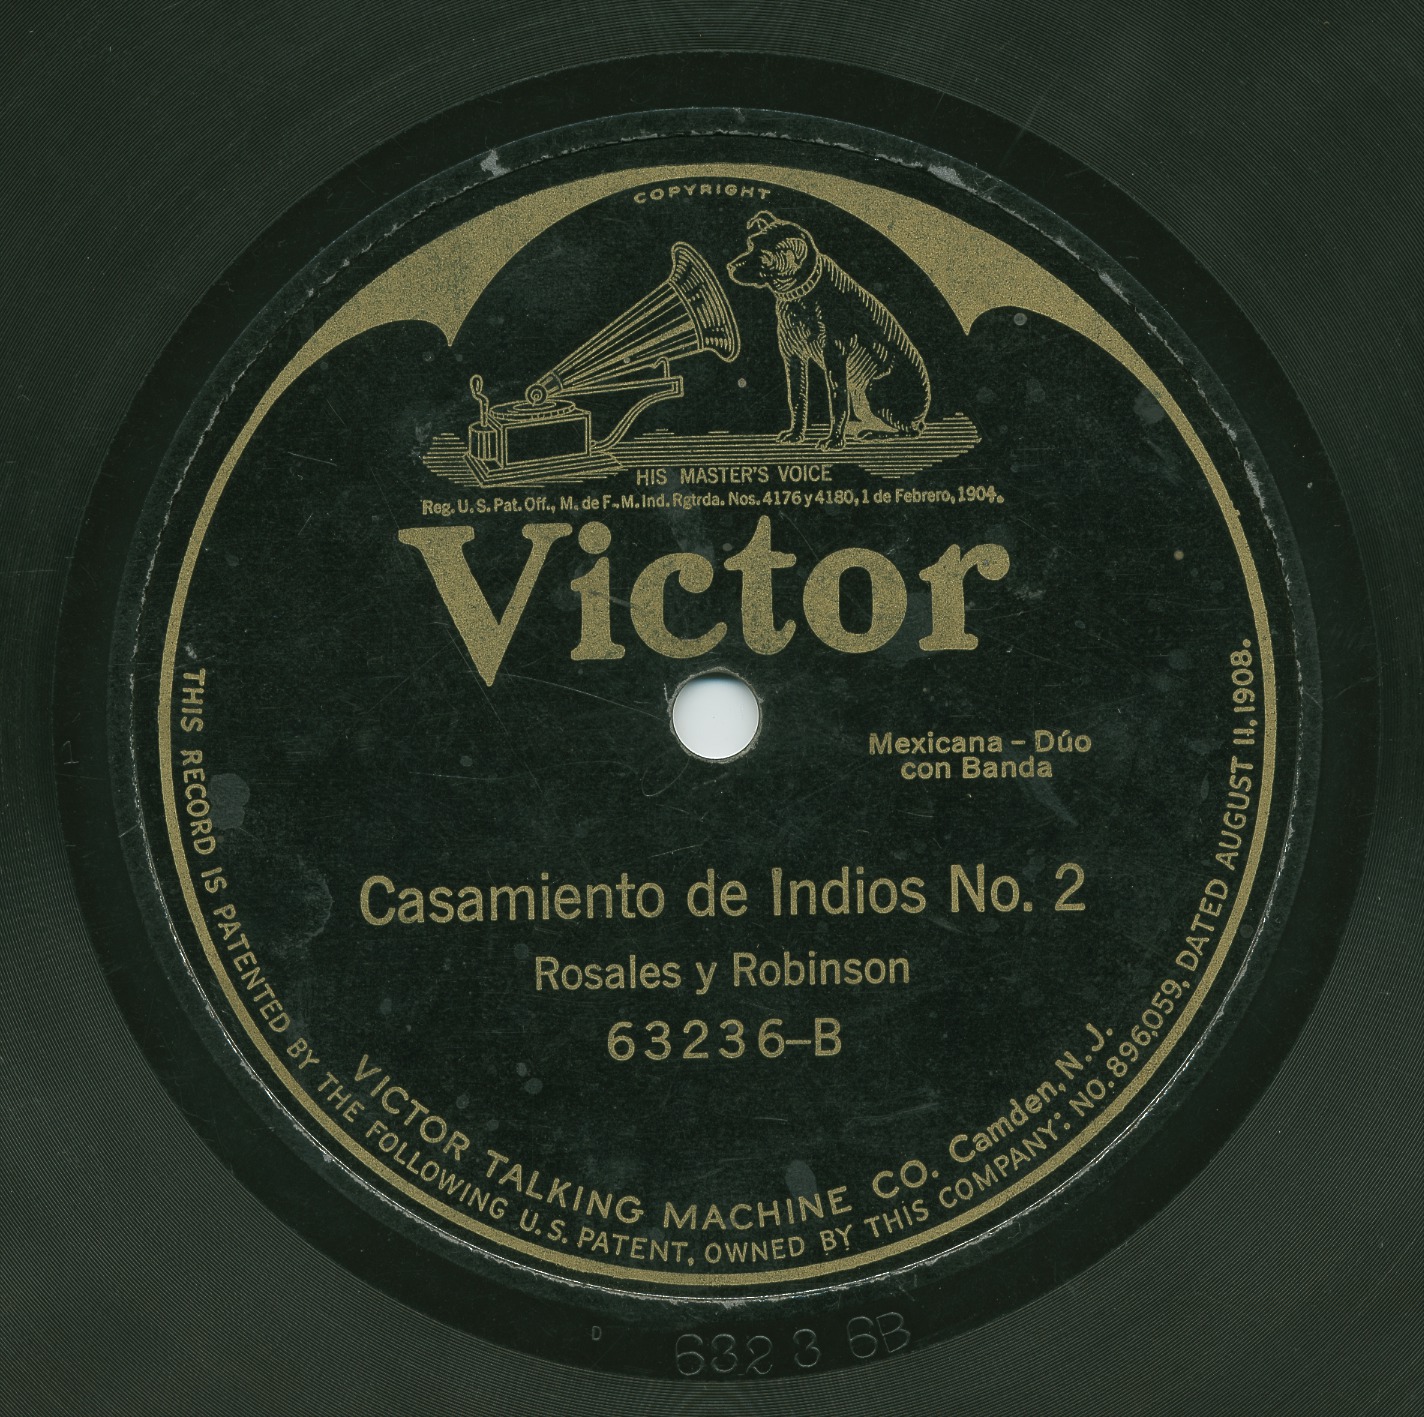 COPYRIGHT
HIS MASTER'S VOICE
Reg. U. S. Pat. Off., M. de F.-M. Ind. Rgtrda. Nos. 4176 y 4180, 1 de Febrero, 1904.
Victor
Mexicana – Dúo
con Banda
Casamiento de Indios No. 2
Rosales y Robinson
63236–B
VICTOR TALKING MACHINE CO. Camden, N. J.
THIS RECORD IS PATENTED BY THE FOLLOWING U. S. PATENT, OWNED BY THIS COMPANY: NO. 896,059, DATED AUGUST 11, 1908.
D 63236B